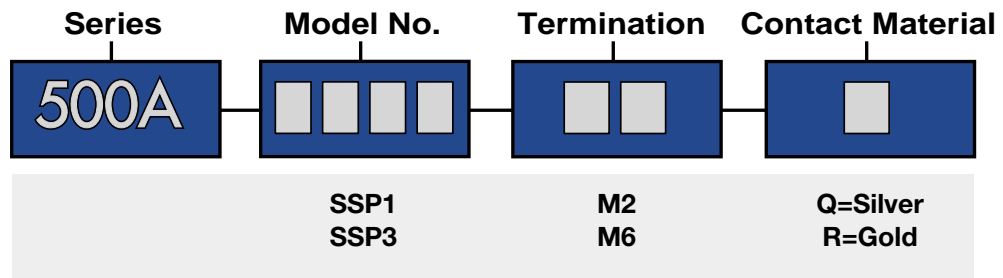 Series Model No. Termination Contact Material
500A
SSP1 M2 Q=Silver
SSP3 M6 R=Gold